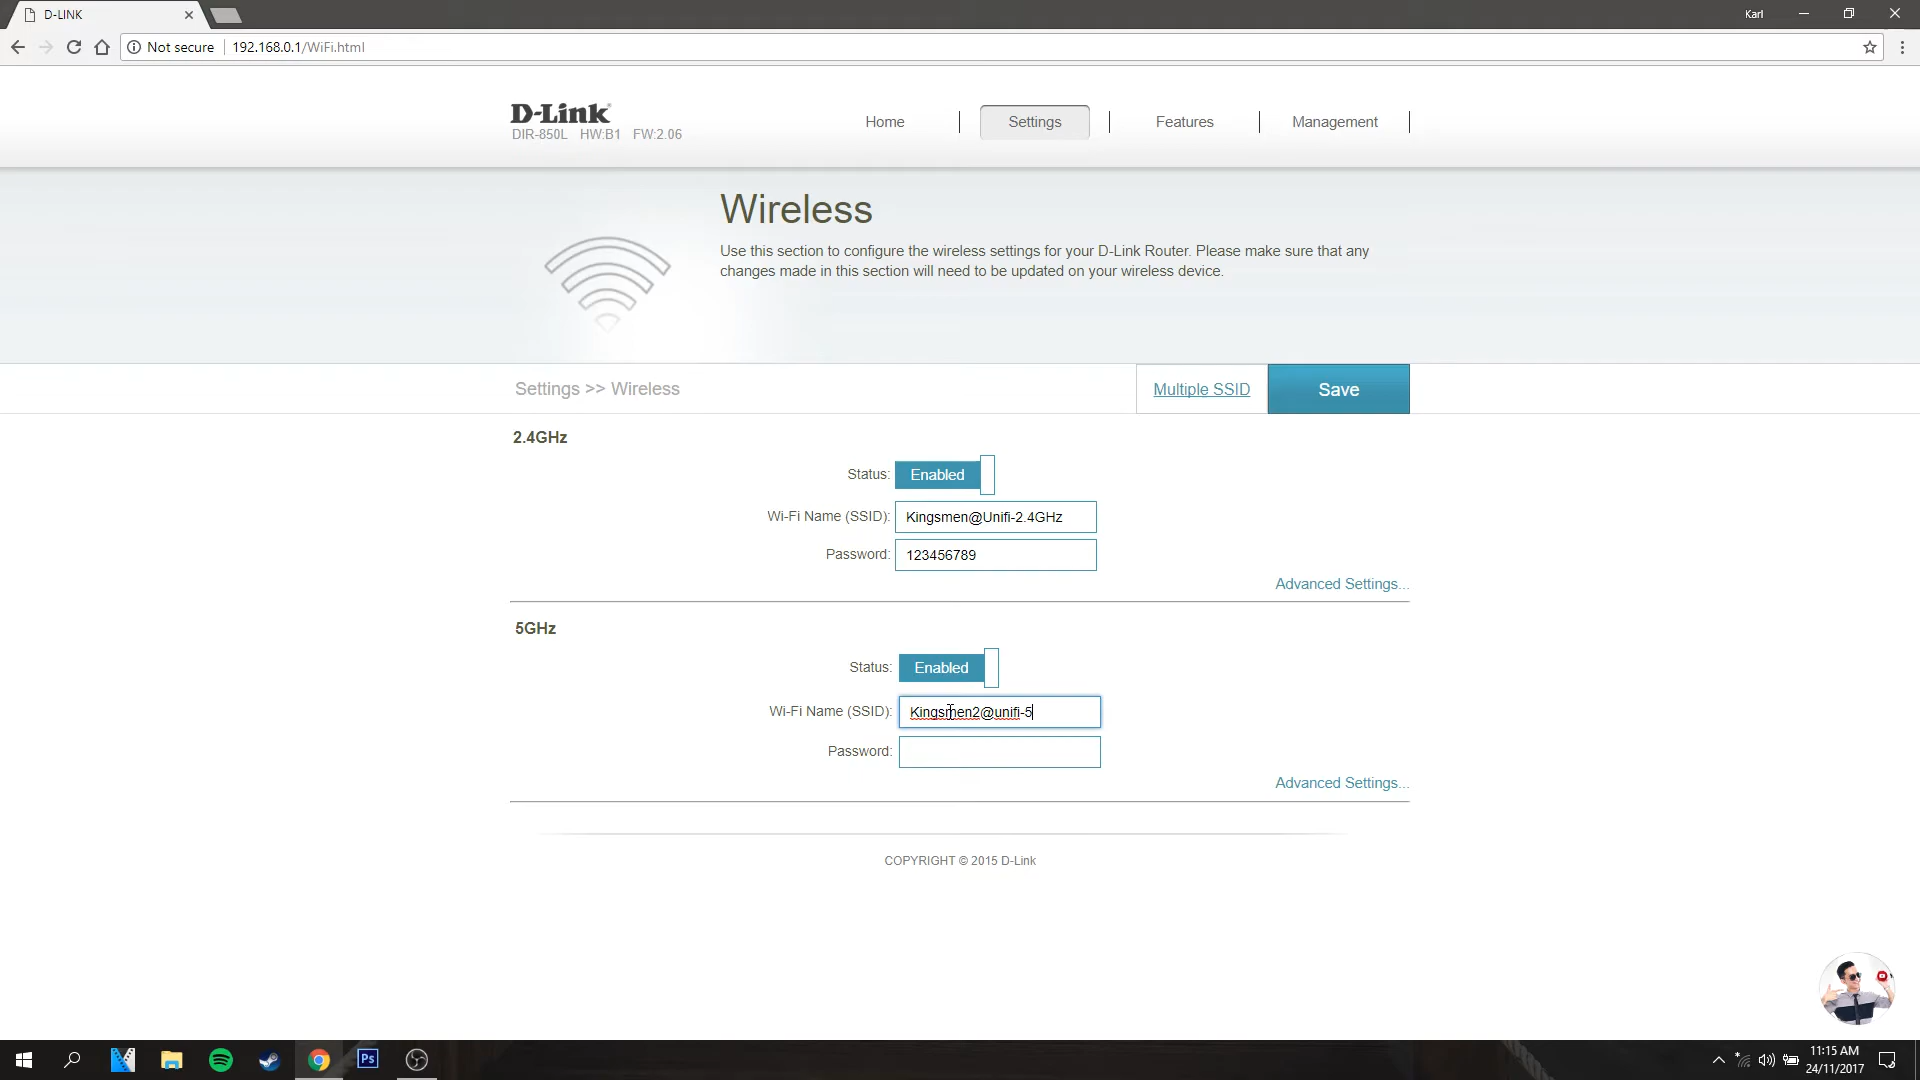 D-LINK
Karl
Not secure
192.168.0.1/WiFi.html
D-Link
DIR-850L HW:B1 FW:2.06
Home
Settings
Features
Management
Wireless
Use this section to configure the wireless settings for your D-Link Router. Please make sure that any
changes made in this section will need to be updated on your wireless device.
Settings >> Wireless
Multiple SSID
Save
2.4GHz
Status: Enabled
Wi-Fi Name (SSID): Kingsmen@Unifi-2.4GHz
Password: 123456789
Advanced Settings...
5GHz
Status: Enabled
Wi-Fi Name (SSID): Kingsmen2@unifi-5
Password:
Advanced Settings...
COPYRIGHT © 2015 D-Link
Ps
11:15 AM
24/11/2017